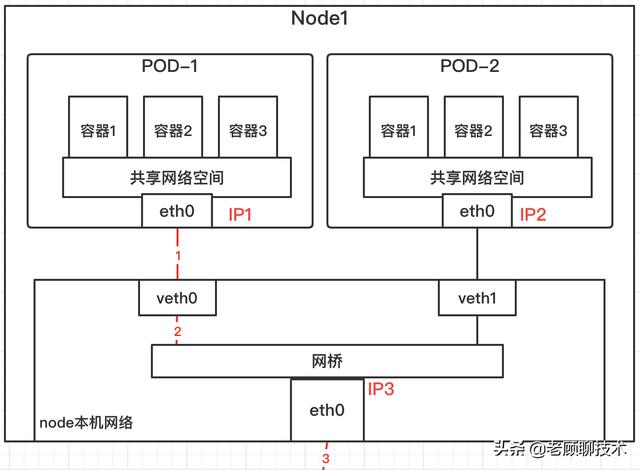 Node1
POD-1
POD-2
容器1
容器2
容器3
容器1
容器2
容器3
共享网络空间
共享网络空间
eth0
IP1
eth0
IP2
1
veth0
veth1
2
网桥
IP3
eth0
node本机网络
3
头条 @老顾聊技术